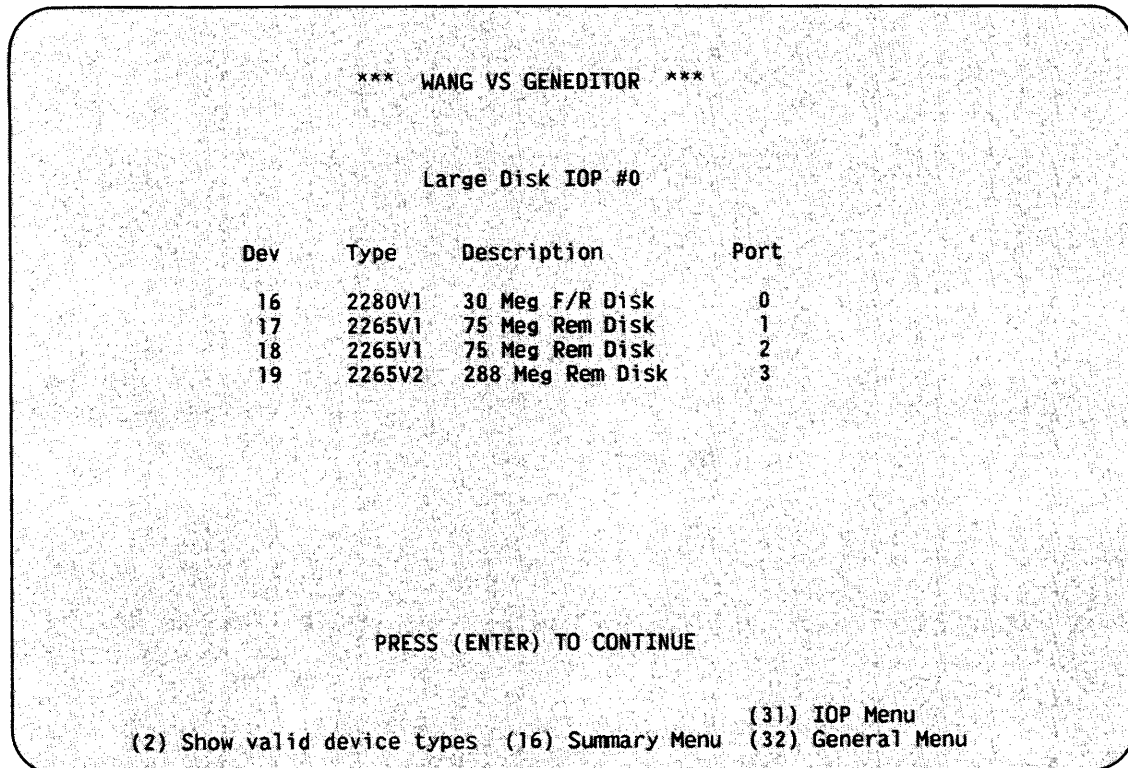 *** WANG VS GENEDITOR ***
Large Disk IOP #0
Dev Type Description Port
16 2280V1 30 Meg F/R Disk 0
17 2265V1 75 Meg Rem Disk 1
18 2265V1 75 Meg Rem Disk 2
19 2265V2 288 Meg Rem Disk 3
PRESS (ENTER) TO CONTINUE
(31) IOP Menu
(2) Show valid device types (16) Summary Menu (32) General Menu